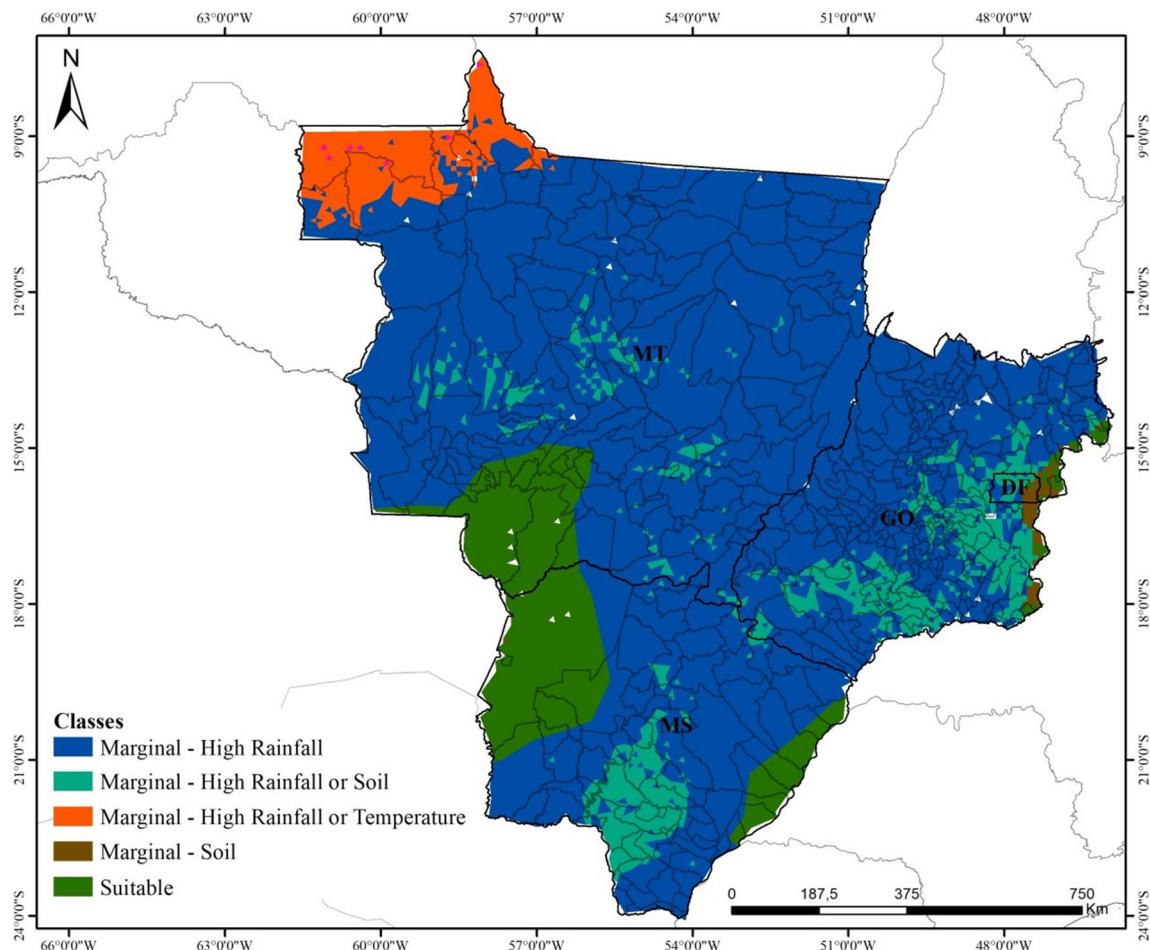 66°0'0"W 63°0'0"W 60°0'0"W 57°0'0"W 54°0'0"W 51°0'0"W 48°0'0"W
N
9°0'0"S 9°0'0"S
12°0'0"S 12°0'0"S
MT
15°0'0"S 15°0'0"S
DF
GO
18°0'0"S 18°0'0"S
MS
Classes
Marginal - High Rainfall
21°0'0"S 21°0'0"S
Marginal - High Rainfall or Soil
Marginal - High Rainfall or Temperature
Marginal - Soil
Suitable
0 187,5 375 750
Km
24°0'0"S 24°0'0"S
66°0'0"W 63°0'0"W 60°0'0"W 57°0'0"W 54°0'0"W 51°0'0"W 48°0'0"W